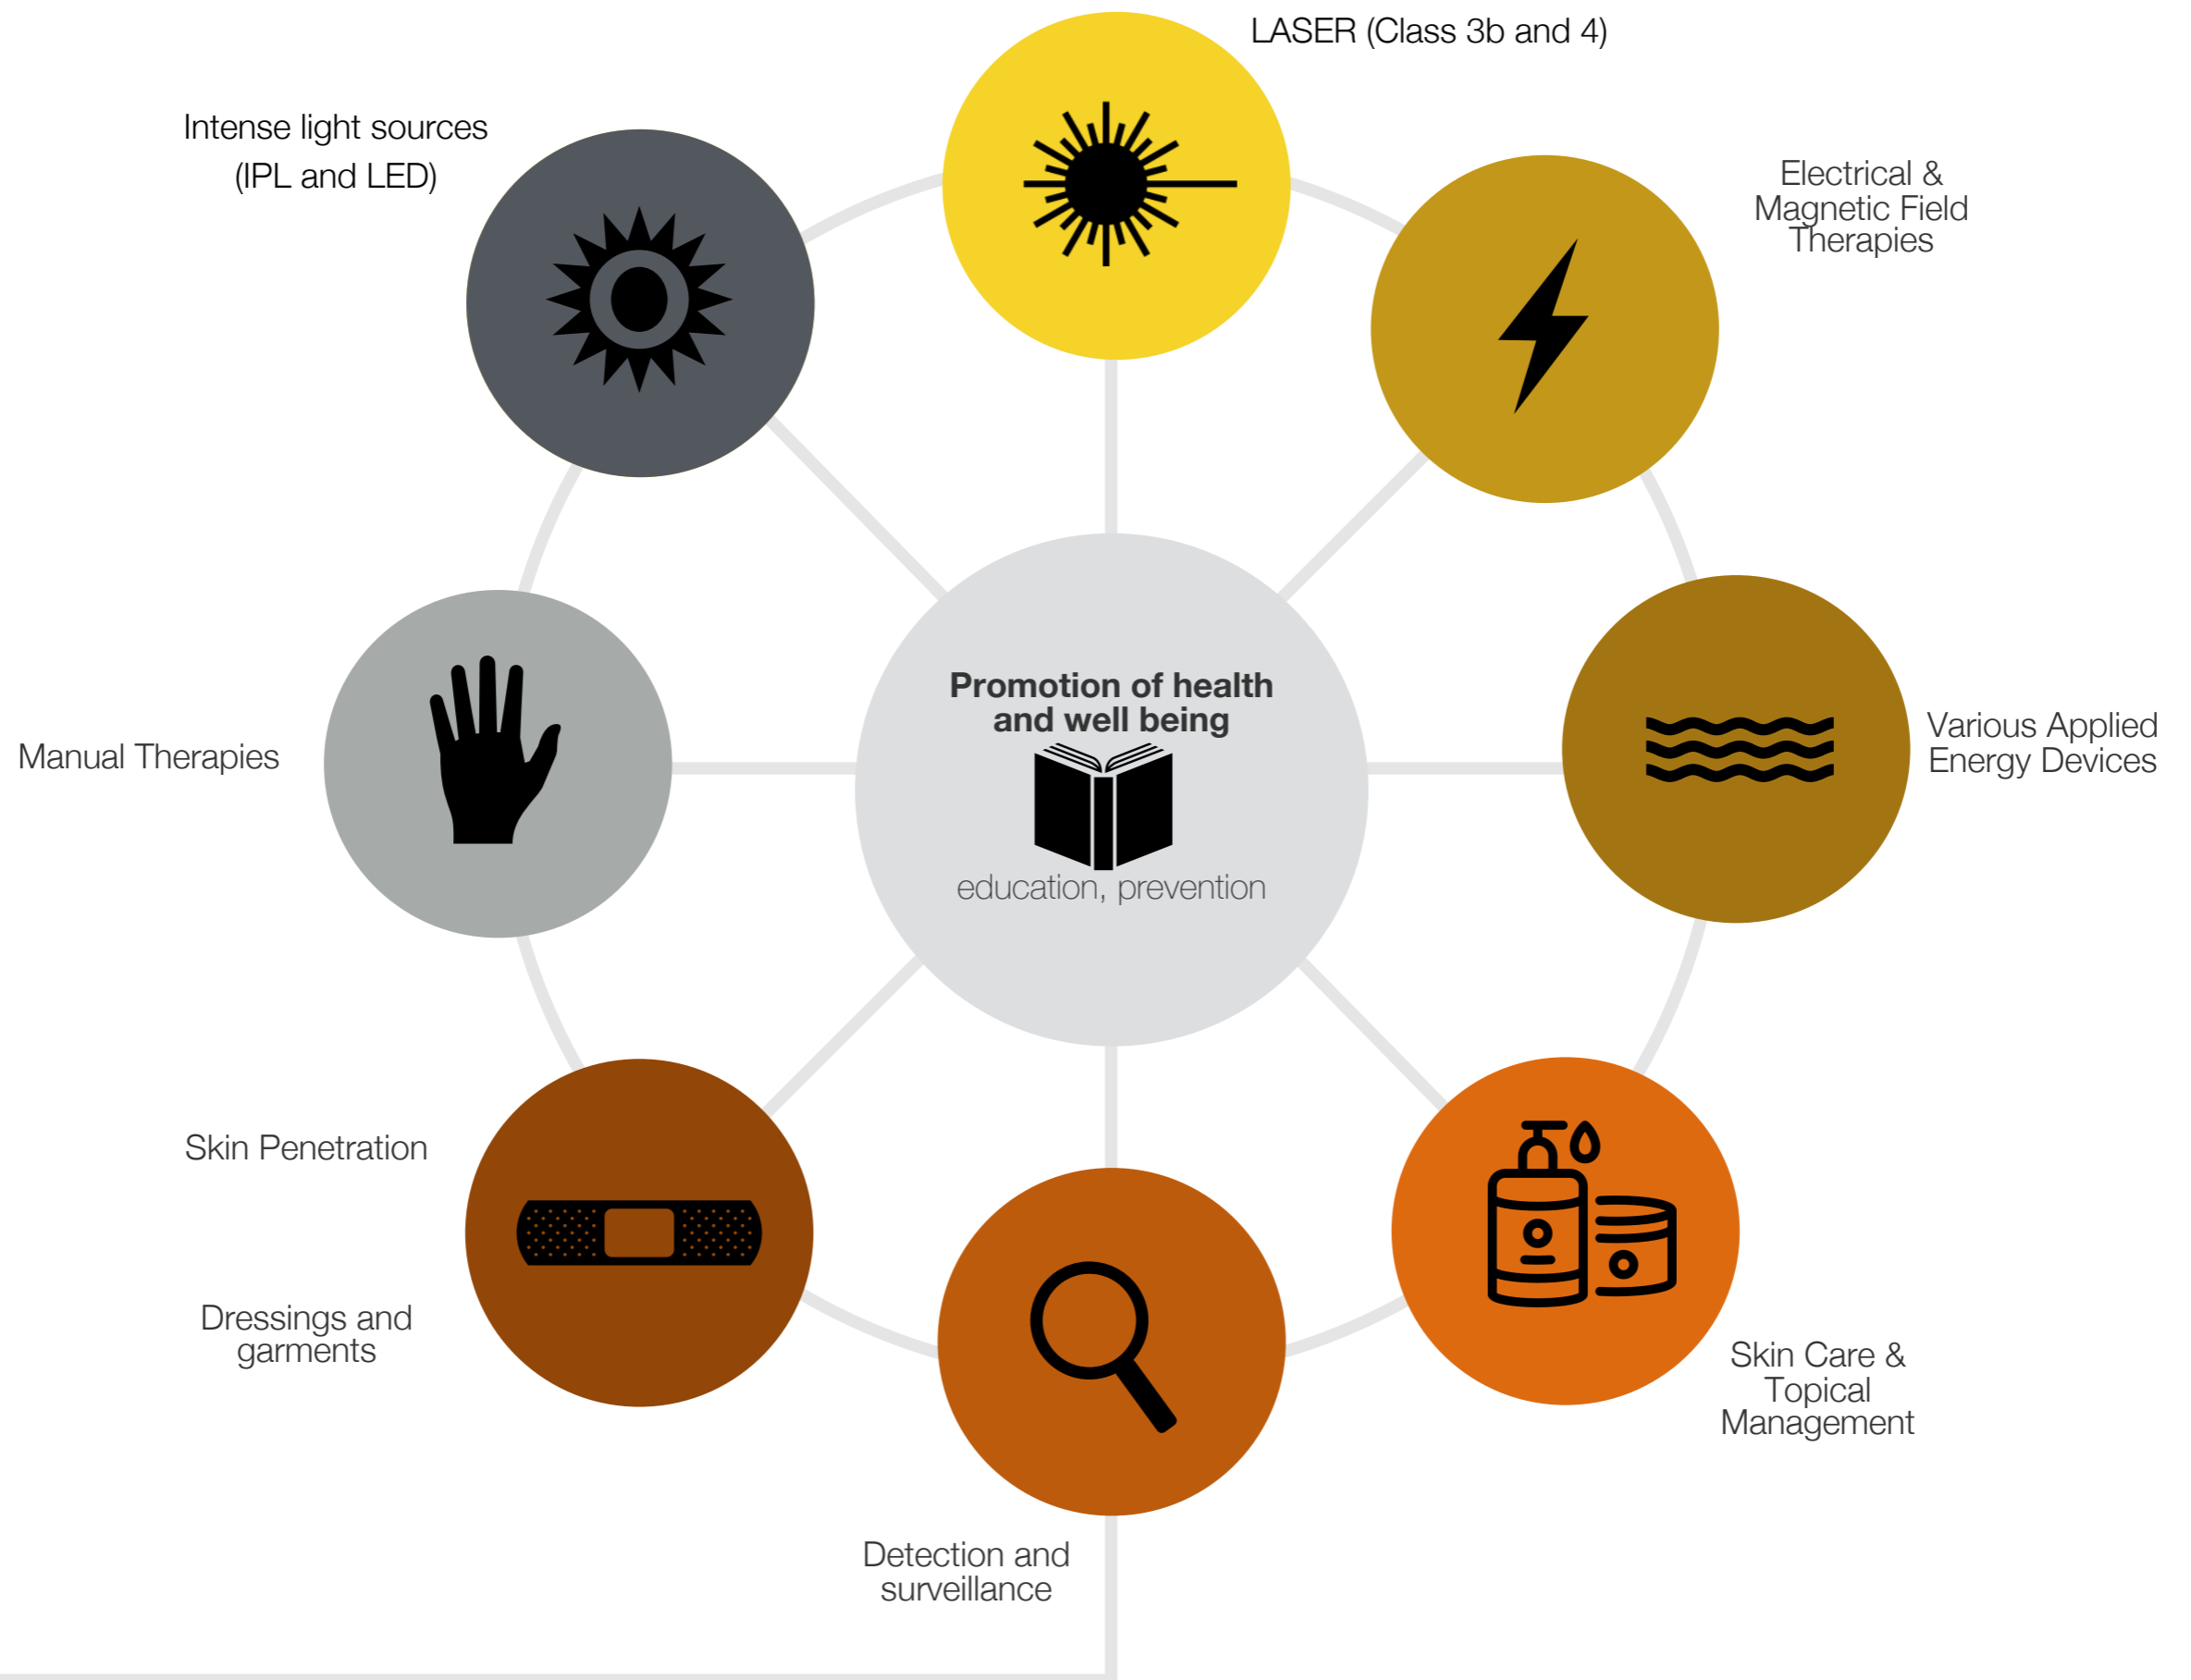 LASER (Class 3b and 4)
Intense light sources
(IPL and LED)
Electrical &
Magnetic Field
Therapies
Promotion of health
and well being
education, prevention
Manual Therapies
Various Applied
Energy Devices
Skin Penetration
Dressings and
garments
Skin Care &
Topical
Management
Detection and
surveillance